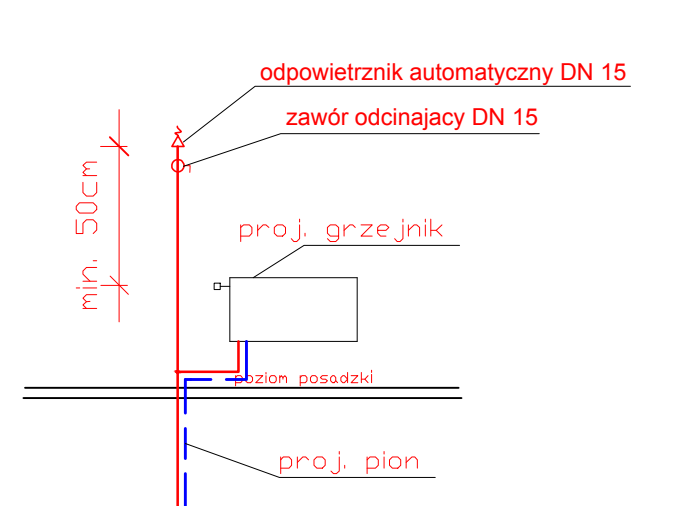 odpowietrznik automatyczny DN 15
zawór odcinajacy DN 15
min. 50cm
proj. grzejnik
poziom posadzki
proj. pion